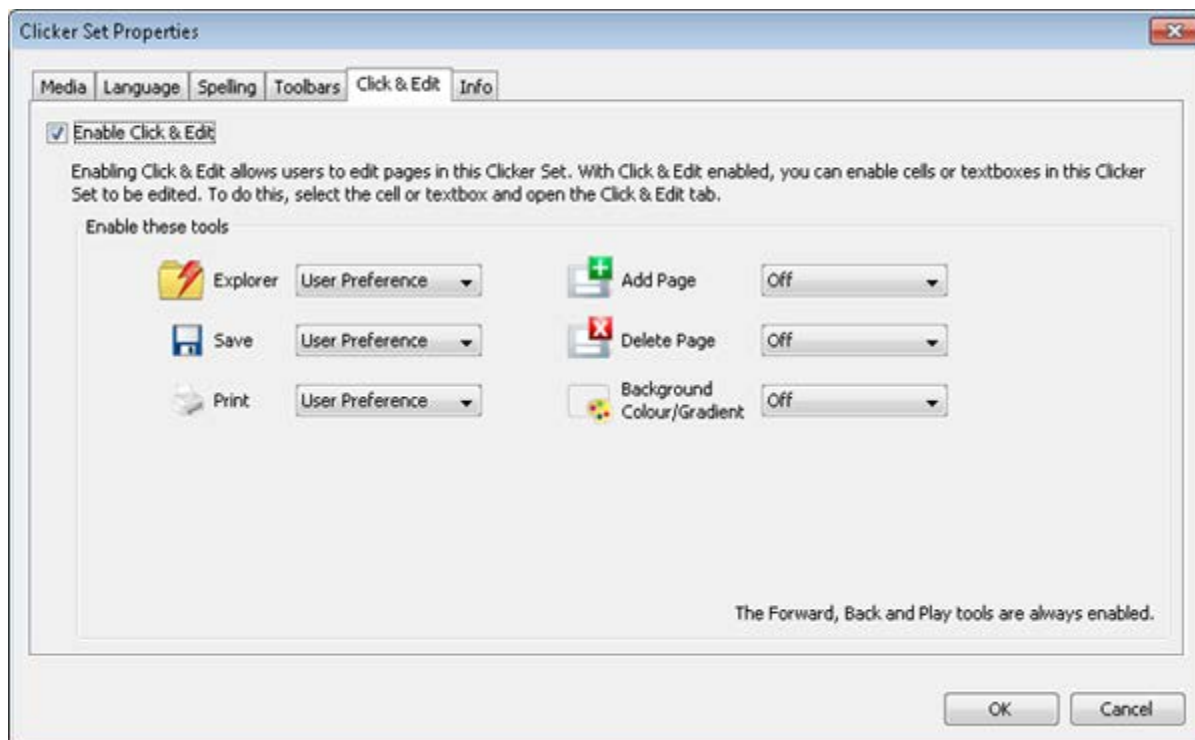 Clicker Set Properties
Media Language Spelling Toolbars Click & Edit Info
Enable Click & Edit
Enabling Click & Edit allows users to edit pages in this Clicker Set. With Click & Edit enabled, you can enable cells or textboxes in this Clicker
Set to be edited. To do this, select the cell or textbox and open the Click & Edit tab.
Enable these tools
Explorer User Preference Add Page Off
Save User Preference Delete Page Off
Print User Preference Background
Colour/Gradient Off
The Forward, Back and Play tools are always enabled.
OK Cancel